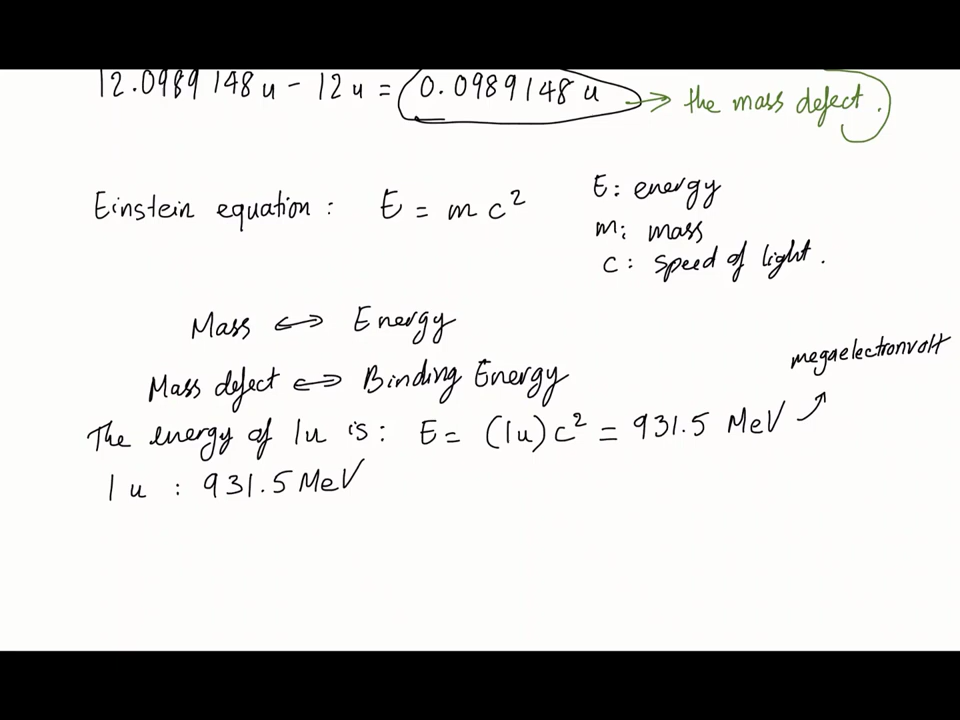 12.0989148 u - 12 u = 0.0989148 u → the mass defect.
Einstein equation : E = m c²
E : energy
m : mass
c : speed of light.
Mass ⟺ Energy
Mass defect ⟺ Binding Energy
megaelectronvolt
The energy of 1u is : E = (1u) c² = 931.5 MeV
1 u : 931.5 MeV